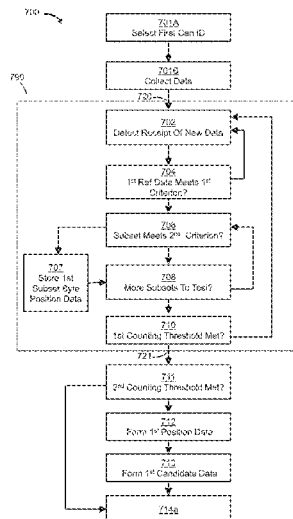 700
701A
Select First Can ID
701C
Collect Data
790
720
702
Detect Receipt Of New Data
704
1st Ref Data Meets 1st
Criterion?
706
Subset Meets 2nd Criterion?
707
Store 1st
Subset Byte
Position Data
708
More Subsets To Test?
710
1st Counting Threshold Met?
721
711
2nd Counting Threshold Met?
712
Form 1st Position Data
713
Form 1st Candidate Data
714a